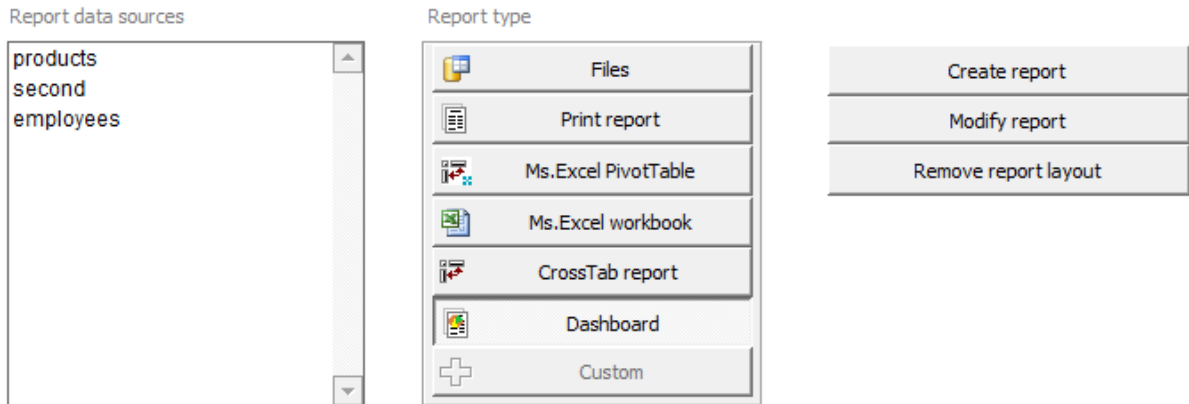 Report data sources
products
second
employees
Report type
Files
Print report
Ms.Excel PivotTable
Ms.Excel workbook
CrossTab report
Dashboard
Custom
Create report
Modify report
Remove report layout